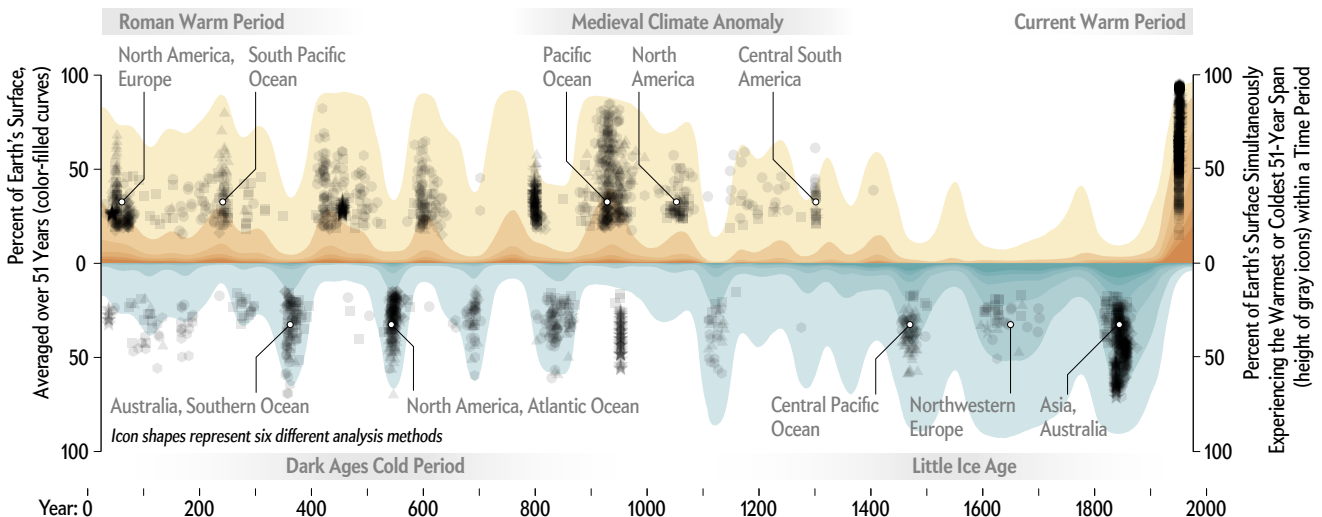 Roman Warm Period
Medieval Climate Anomaly
Current Warm Period
North America,
Europe
South Pacific
Ocean
Pacific
Ocean
North
America
Central South
America
Percent of Earth's Surface,
Averaged over 51 Years (color-filled curves)
100
50
0
50
100
100
50
0
50
100
Percent of Earth's Surface Simultaneously
Experiencing the Warmest or Coldest 51-Year Span
(height of gray icons) within a Time Period
Australia, Southern Ocean
North America, Atlantic Ocean
Central Pacific
Ocean
Northwestern
Europe
Asia,
Australia
Icon shapes represent six different analysis methods
Dark Ages Cold Period
Little Ice Age
Year: 0 200 400 600 800 1000 1200 1400 1600 1800 2000